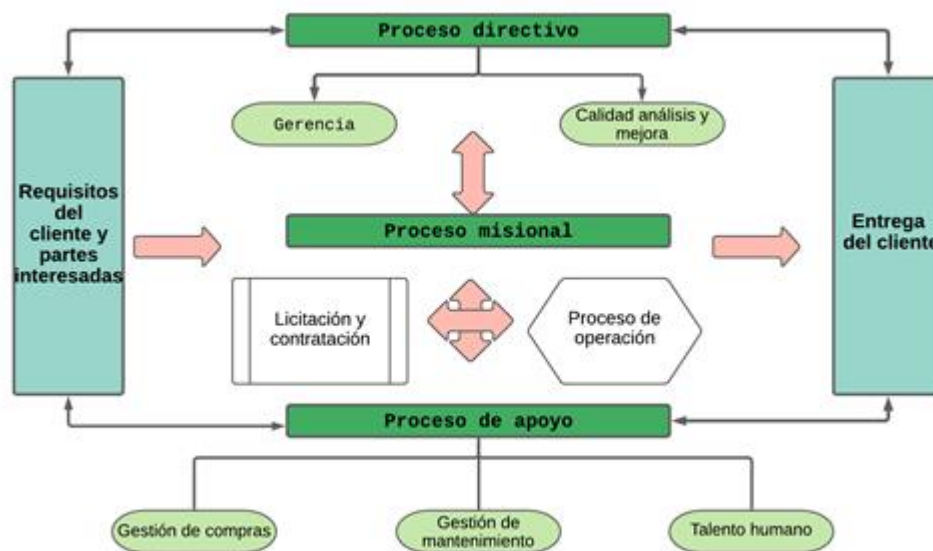 Proceso directivo
Gerencia
Calidad análisis y
mejora
Requisitos
del
cliente y
partes
interesadas
Proceso misional
Entrega
del cliente
Licitación y
contratación
Proceso de
operación
Proceso de apoyo
Gestión de compras
Gestión de
mantenimiento
Talento humano